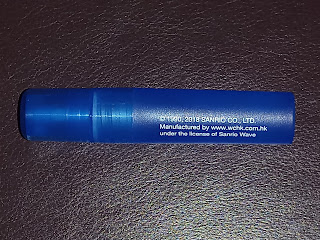 © 1990, 2018 SANRIO CO., LTD.
Manufactured by www.wchk.com.hk
under the license of Sanrio Wave